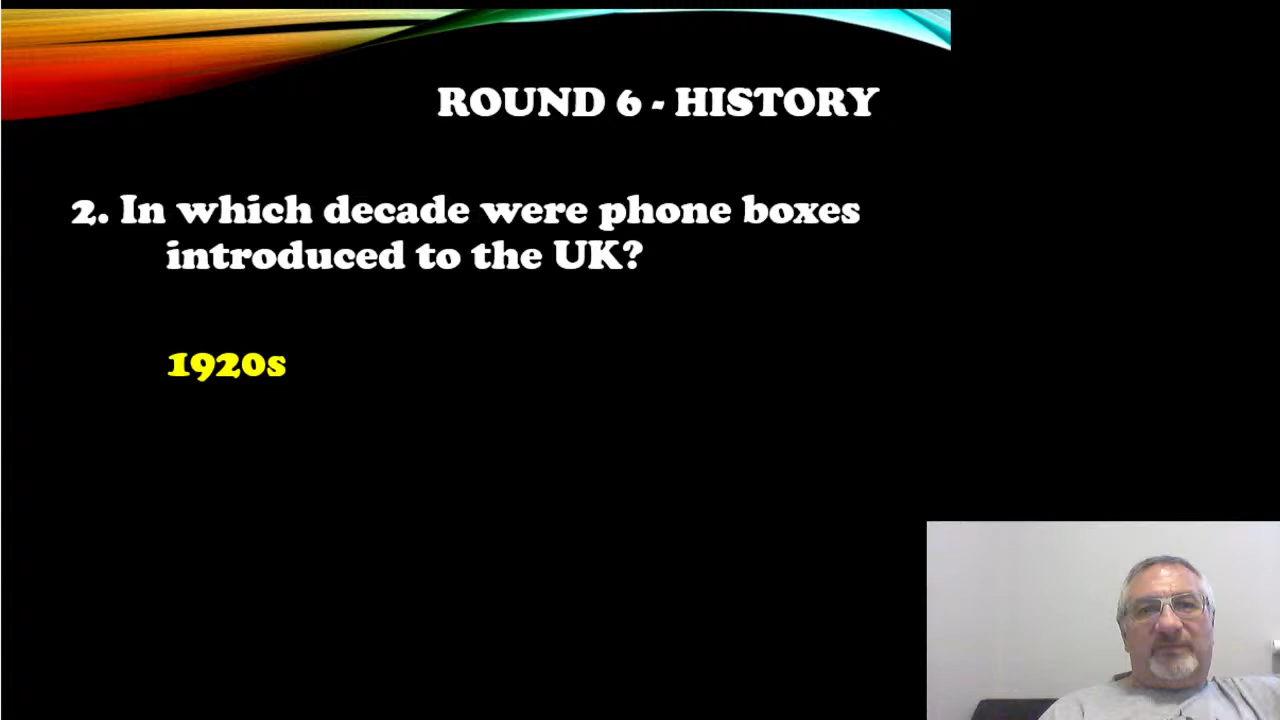 ROUND 6 - HISTORY
2. In which decade were phone boxes
introduced to the UK?
1920s